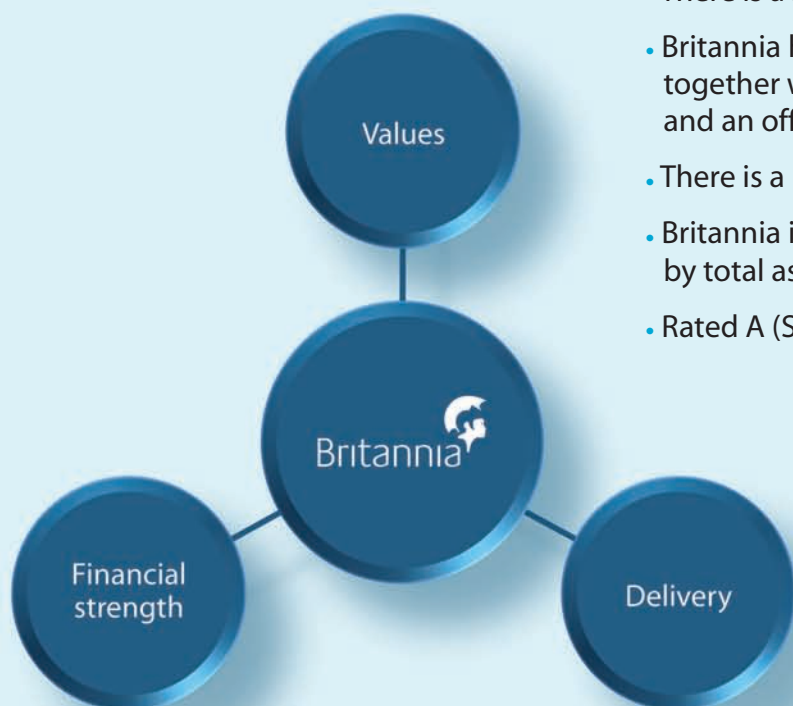 There is a
• Britannia
together
and an
• There is a
• Britannia
by total
• Rated A
Values
Britannia
Financial
strength
Delivery